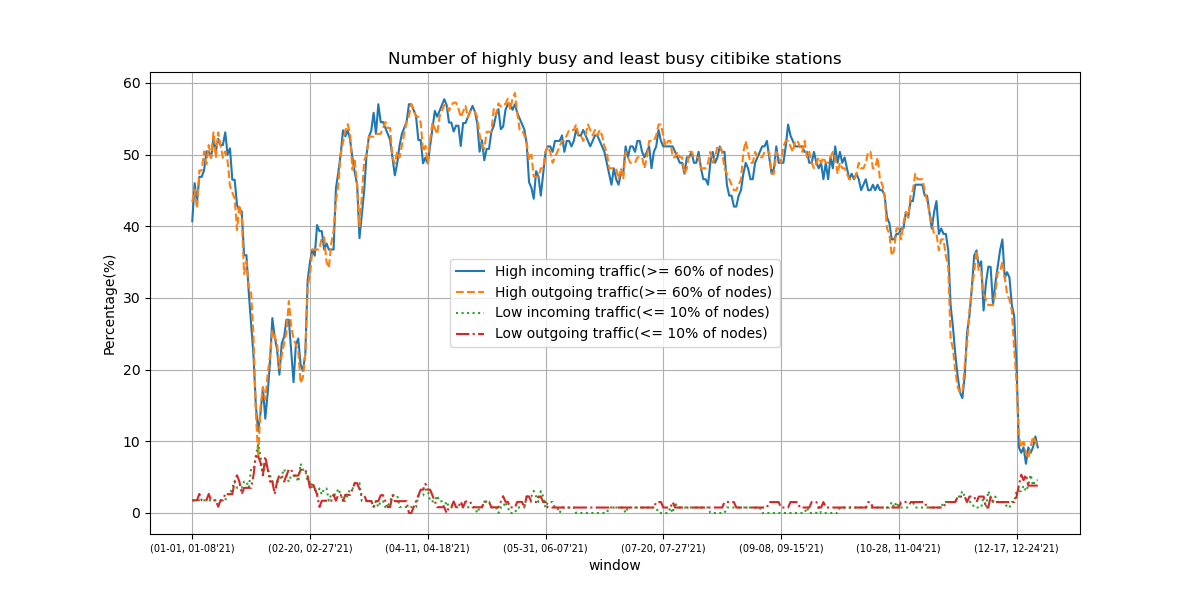 Number of highly busy and least busy citibike stations
60
50
40
30
20
10
0
Percentage(%)
High incoming traffic(>= 60% of nodes)
High outgoing traffic(>= 60% of nodes)
Low incoming traffic(<= 10% of nodes)
Low outgoing traffic(<= 10% of nodes)
(01-01, 01-08'21)
(02-20, 02-27'21)
(04-11, 04-18'21)
(05-31, 06-07'21)
(07-20, 07-27'21)
(09-08, 09-15'21)
(10-28, 11-04'21)
(12-17, 12-24'21)
window